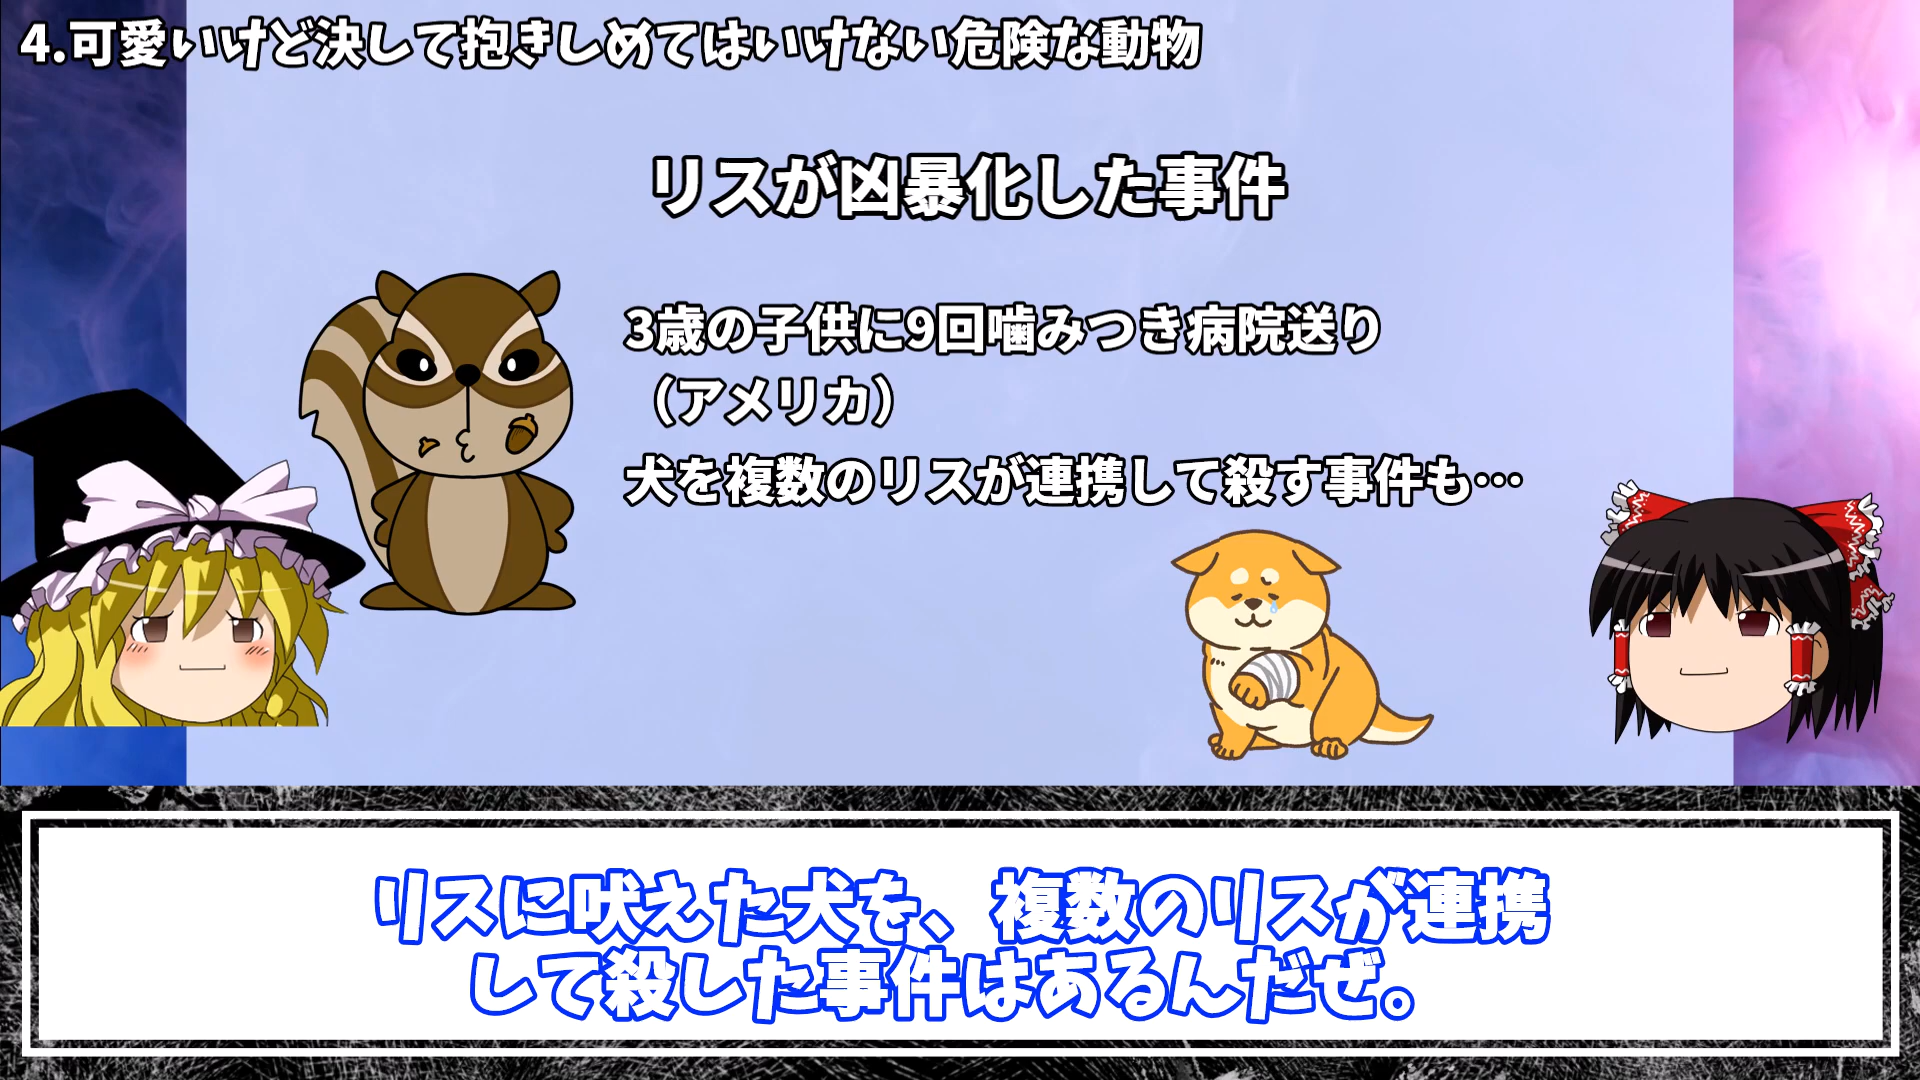 4.可愛いけど決して抱きしめてはいけない危険な動物
リスが凶暴化した事件
3歳の子供に9回噛みつき病院送り
（アメリカ）
犬を複数のリスが連携して殺す事件も…
リスに吠えた犬を、複数のリスが連携
して殺した事件はあるんだぜ。